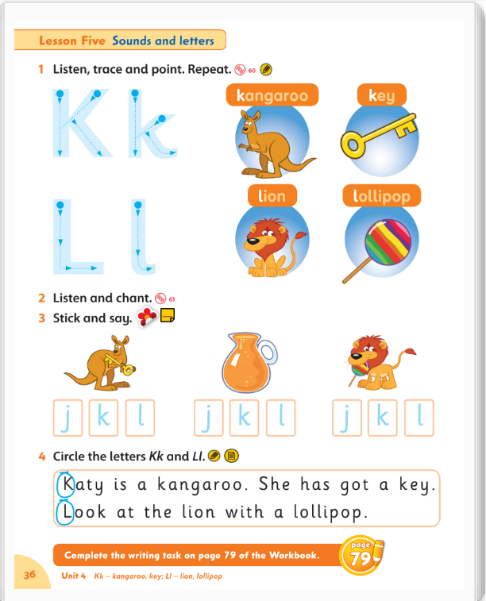 Lesson Five Sounds and letters
1 Listen, trace and point. Repeat. 60
K k
kangaroo key
L l
lion lollipop
2 Listen and chant. 61
3 Stick and say.
j k l j k l j k l
4 Circle the letters Kk and Ll.
Katy is a kangaroo. She has got a key.
Look at the lion with a lollipop.
Complete the writing task on page 79 of the Workbook. page 79
36 Unit 4 Kk – kangaroo, key; Ll – lion, lollipop